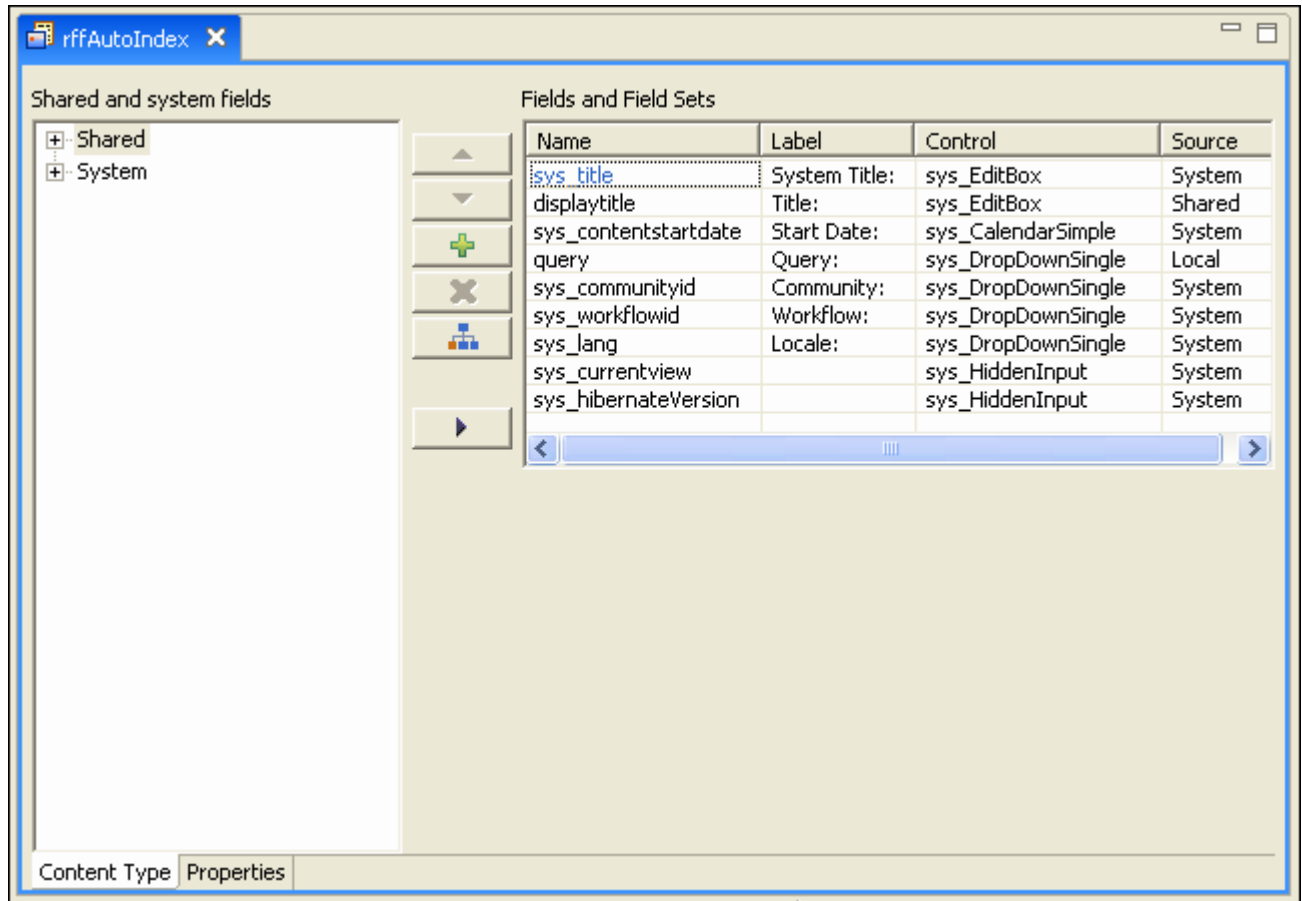 rffAutoIndex
Shared and system fields
Shared
System
Fields and Field Sets
Name Label Control Source
sys_title System Title: sys_EditBox System
displaytitle Title: sys_EditBox Shared
sys_contentstartdate Start Date: sys_CalendarSimple System
query Query: sys_DropDownSingle Local
sys_communityid Community: sys_DropDownSingle System
sys_workflowid Workflow: sys_DropDownSingle System
sys_lang Locale: sys_DropDownSingle System
sys_currentview sys_HiddenInput System
sys_hibernateVersion sys_HiddenInput System
Content Type Properties